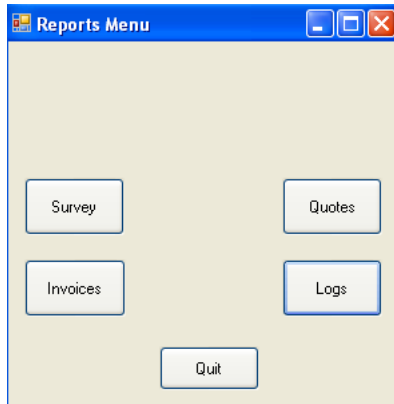 Reports Menu
Survey
Quotes
Invoices
Logs
Quit